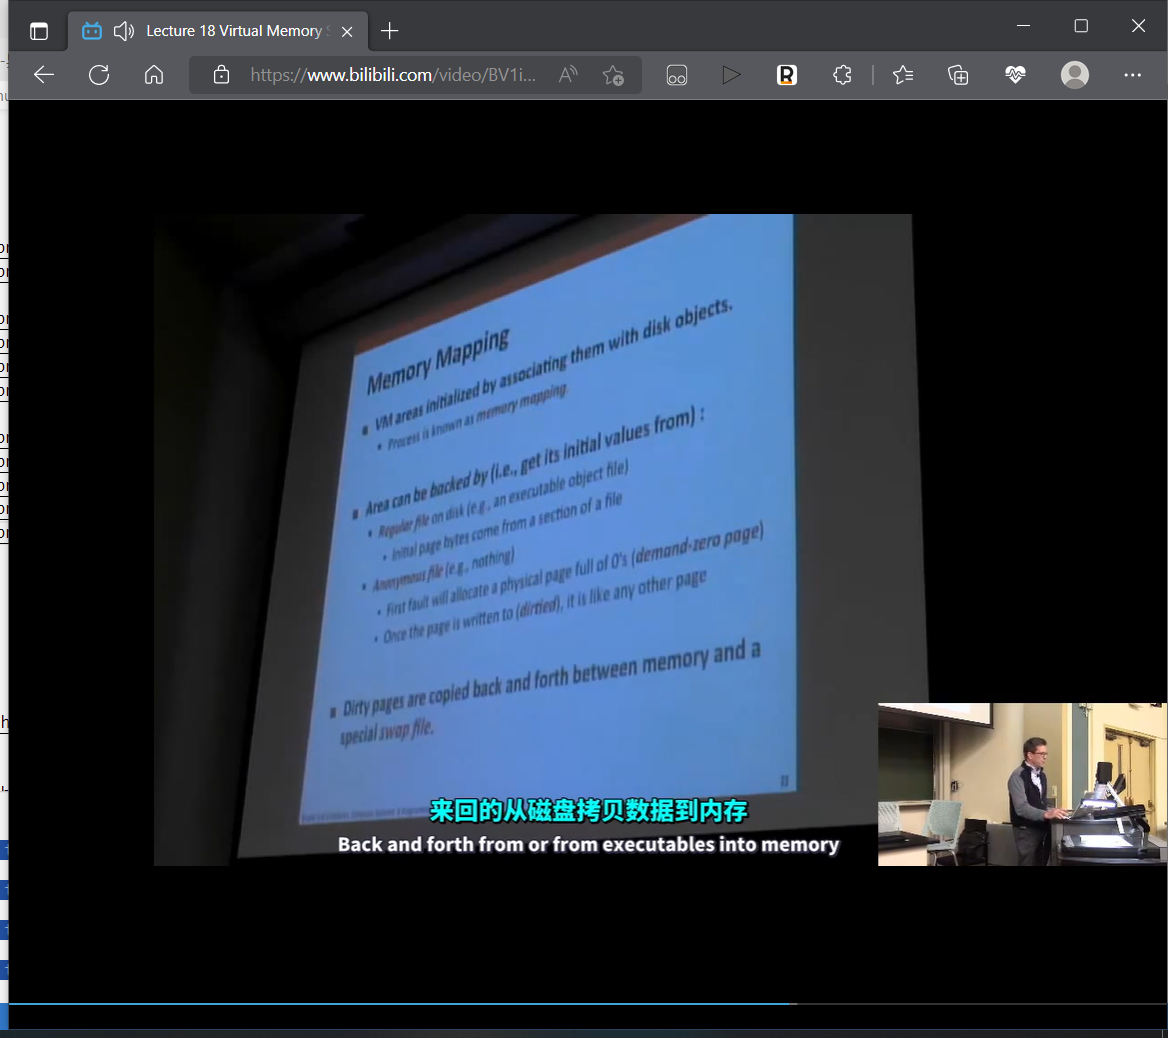 Lecture 18 Virtual Memory
https://www.bilibili.com/video/BV1i...
Memory Mapping
VM areas initialized by associating them with disk objects.
Process is known as memory mapping.
Area can be backed by (i.e., get its initial values from) :
Regular file on disk (e.g., an executable object file)
Initial page bytes come from a section of a file
Anonymous file (e.g., nothing)
First fault will allocate a physical page full of 0's (demand-zero page)
Once the page is written to (dirtied), it is like any other page
Dirty pages are copied back and forth between memory and a
special swap file.
来回的从磁盘拷贝数据到内存
Back and forth from or from executables into memory